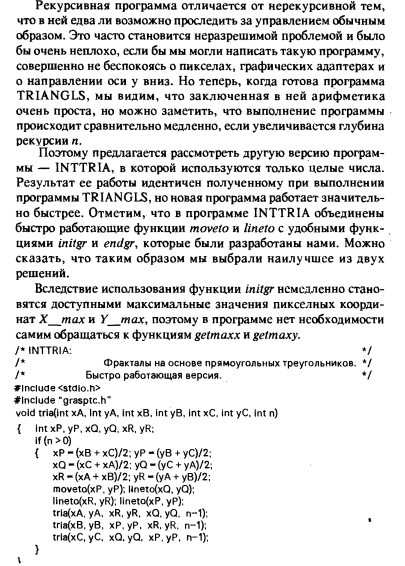 Рекурсивная программа отличается от нерекурсивной тем,
что в ней едва ли возможно проследить за управлением обычным
образом. Это часто становится неразрешимой проблемой и было
бы очень неплохо, если бы мы могли написать такую программу,
совершенно не беспокоясь о пикселах, графических адаптерах и
о направлении оси y вниз. Но теперь, когда готова программа
TRIANGLS, мы видим, что заключенная в ней арифметика
очень проста, но можно заметить, что выполнение программы
происходит сравнительно медленно, если увеличивается глубина
рекурсии n.
Поэтому предлагается рассмотреть другую версию програм-
мы — INTTRIA, в которой используются только целые числа.
Результат ее работы идентичен полученному при выполнении
программы TRIANGLS, но новая программа работает значитель-
но быстрее. Отметим, что в программе INTTRIA объединены
быстро работающие функции moveto и lineto с удобными функ-
циями initgr и endgr, которые были разработаны нами. Можно
сказать, что таким образом мы выбрали наилучшее из двух
решений.
Вследствие использования функции initgr немедленно стано-
вятся доступными максимальные значения пикселных коорди-
нат X__max и Y__max, поэтому в программе нет необходимости
самим обращаться к функциям getmaxx и getmaxy.
/* INTTRIA: */
/* Фракталы на основе прямоугольных треугольников. */
/* Быстро работающая версия. */
#include <stdio.h>
#include "grasptc.h"
void tria(int xA, int yA, int xB, int yB, int xC, int yC, int n)
{ int xP, yP, xQ, yQ, xR, yR;
if (n > 0)
{ xP = (xB + xC)/2; yP = (yB + yC)/2;
xQ = (xC + xA)/2; yQ = (yC + yA)/2;
xR = (xA + xB)/2; yR = (yA + yB)/2;
moveto(xP, yP); lineto(xQ, yQ);
lineto(xR, yR); lineto(xP, yP);
tria(xA, yA, xR, yR, xQ, yQ, n-1);
tria(xB, yB, xP, yP, xR, yR, n-1);
tria(xC, yC, xQ, yQ, xP, yP, n-1);
}
}